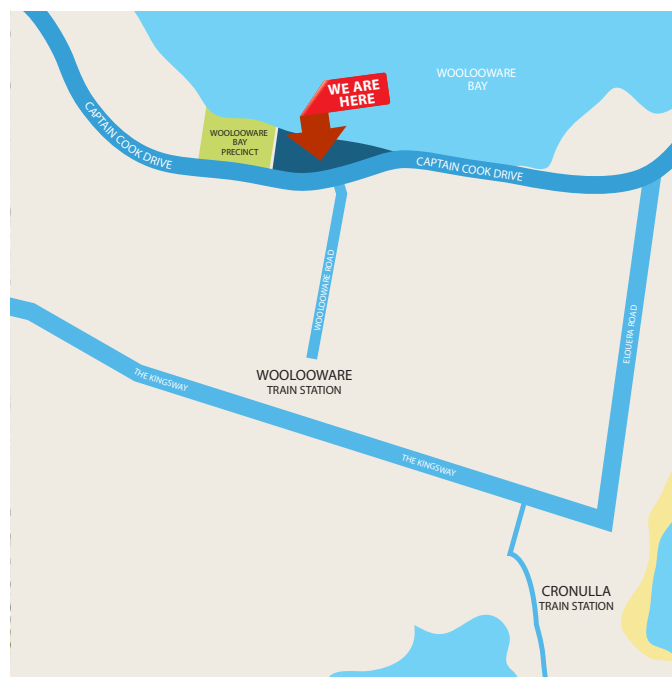 WOOLOOWARE
BAY
WE ARE
HERE
CAPTAIN COOK DRIVE
WOOLOOWARE
BAY
PRECINCT
CAPTAIN COOK DRIVE
WOOLOOWARE ROAD
ELOUERA ROAD
WOOLOOWARE
TRAIN STATION
THE KINGSWAY
THE KINGSWAY
CRONULLA
TRAIN STATION